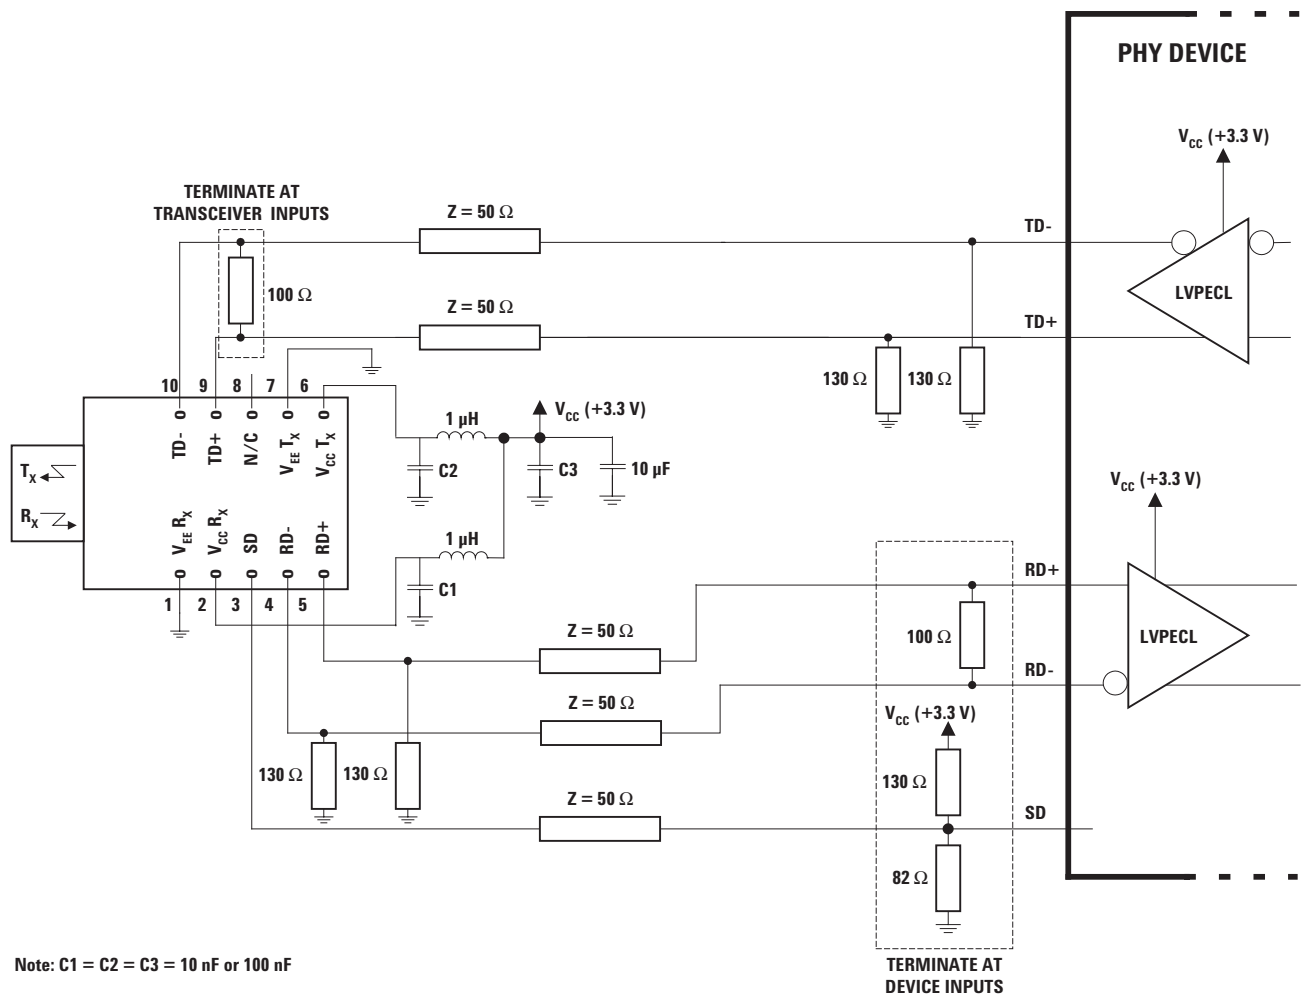 PHY DEVICE
V_CC (+3.3 V)
TERMINATE AT
TRANSCEIVER INPUTS
Z = 50 Ω
TD-
100 Ω
LVPECL
Z = 50 Ω
TD+
130 Ω
130 Ω
10
9
8
7
6
TD-
TD+
N/C
V_EE T_X
V_CC T_X
1 µH
V_CC (+3.3 V)
C2
C3
10 µF
T_X
R_X
V_EE R_X
V_CC R_X
SD
RD-
RD+
1 µH
C1
1
2
3
4
5
V_CC (+3.3 V)
RD+
Z = 50 Ω
100 Ω
LVPECL
RD-
Z = 50 Ω
V_CC (+3.3 V)
130 Ω
130 Ω
130 Ω
Z = 50 Ω
SD
82 Ω
Note: C1 = C2 = C3 = 10 nF or 100 nF
TERMINATE AT
DEVICE INPUTS